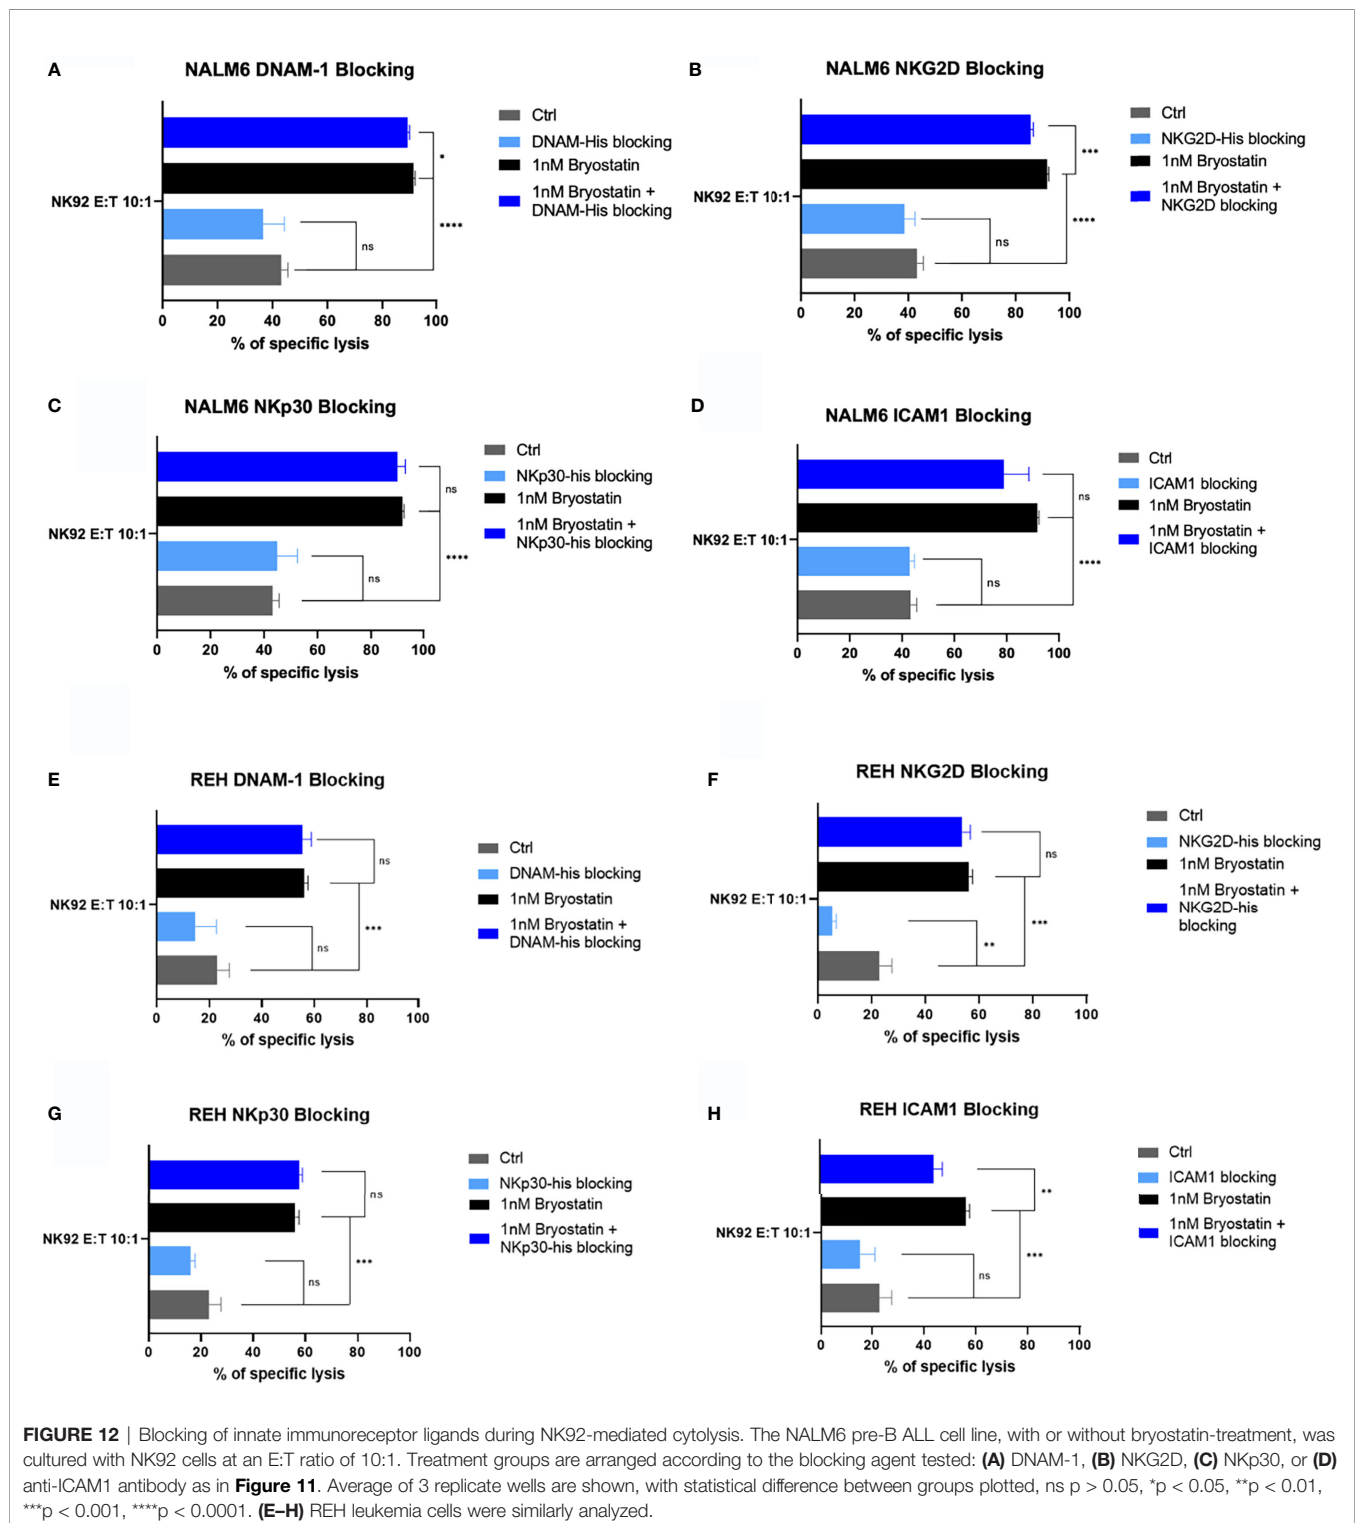 A
NALM6 DNAM-1 Blocking
Ctrl
DNAM-His blocking
1nM Bryostatin
1nM Bryostatin +
DNAM-His blocking
NK92 E:T 10:1
*
****
ns
0 20 40 60 80 100
% of specific lysis
B
NALM6 NKG2D Blocking
Ctrl
NKG2D-His blocking
1nM Bryostatin
1nM Bryostatin +
NKG2D blocking
NK92 E:T 10:1
***
****
ns
0 20 40 60 80 100
% of specific lysis
C
NALM6 NKp30 Blocking
Ctrl
NKp30-his blocking
1nM Bryostatin
1nM Bryostatin +
NKp30-his blocking
NK92 E:T 10:1
ns
****
ns
0 20 40 60 80 100
% of specific lysis
D
NALM6 ICAM1 Blocking
Ctrl
ICAM1 blocking
1nM Bryostatin
1nM Bryostatin +
ICAM1 blocking
NK92 E:T 10:1
ns
****
ns
0 20 40 60 80 100
% of specific lysis
E
REH DNAM-1 Blocking
Ctrl
DNAM-his blocking
1nM Bryostatin
1nM Bryostatin +
DNAM-his blocking
NK92 E:T 10:1
ns
***
ns
0 20 40 60 80 100
% of specific lysis
F
REH NKG2D Blocking
Ctrl
NKG2D-his blocking
1nM Bryostatin
1nM Bryostatin +
NKG2D-his
blocking
NK92 E:T 10:1
ns
***
**
0 20 40 60 80 100
% of specific lysis
G
REH NKp30 Blocking
Ctrl
NKp30-his blocking
1nM Bryostatin
1nM Bryostatin +
NKp30-his blocking
NK92 E:T 10:1
ns
***
ns
0 20 40 60 80 100
% of specific lysis
H
REH ICAM1 Blocking
Ctrl
ICAM1 blocking
1nM Bryostatin
1nM Bryostatin +
ICAM1 blocking
NK92 E:T 10:1
**
***
ns
0 20 40 60 80 100
% of specific lysis
FIGURE 12 | Blocking of innate immunoreceptor ligands during NK92-mediated cytolysis. The NALM6 pre-B ALL cell line, with or without bryostatin-treatment, was
cultured with NK92 cells at an E:T ratio of 10:1. Treatment groups are arranged according to the blocking agent tested: (A) DNAM-1, (B) NKG2D, (C) NKp30, or (D)
anti-ICAM1 antibody as in Figure 11. Average of 3 replicate wells are shown, with statistical difference between groups plotted, ns p > 0.05, *p < 0.05, **p < 0.01,
***p < 0.001, ****p < 0.0001. (E–H) REH leukemia cells were similarly analyzed.